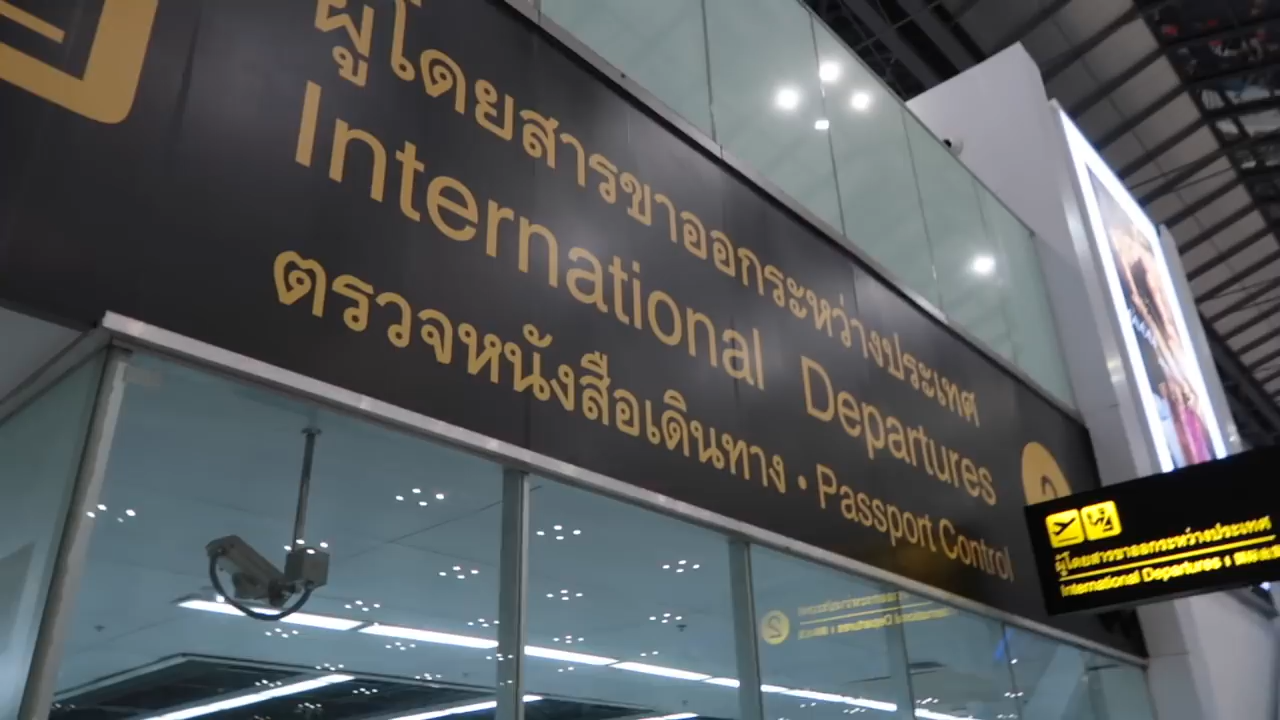 ผู้โดยสารขาออกระหว่างประเทศ
International Departures
ตรวจหนังสือเดินทาง • Passport Control
2
ผู้โดยสารขาออกระหว่างประเทศ
International Departures